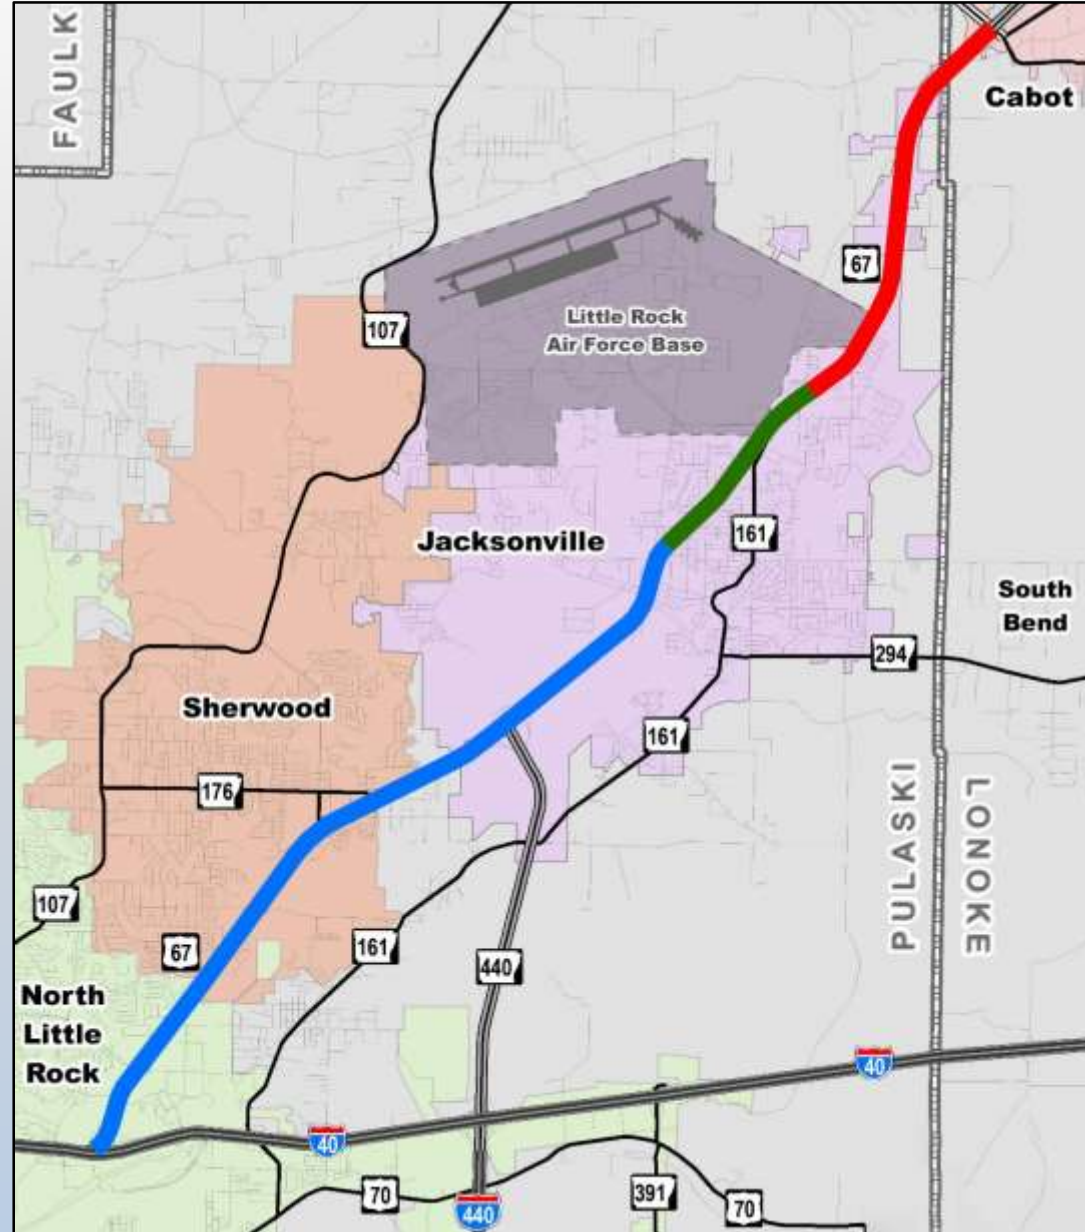 FAULK
Cabot
67
Little Rock
Air Force Base
107
161
Jacksonville
South
Bend
294
Sherwood
161
176
PULASKI
LONOKE
107
67
161
440
North
Little
Rock
40
40
70
440
391
70